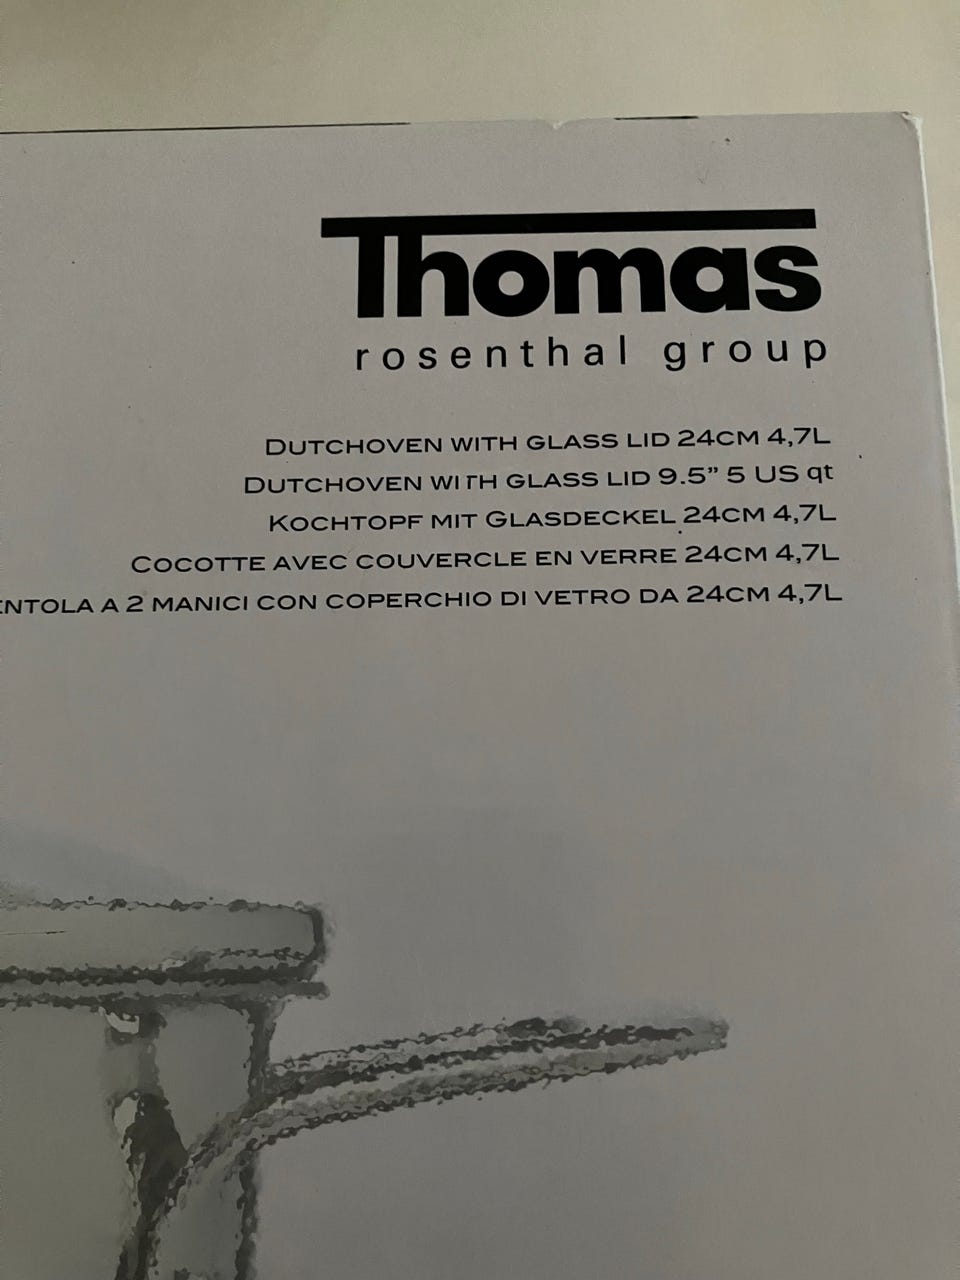 Thomas
rosenthal group
DUTCHOVEN WITH GLASS LID 24CM 4,7L
DUTCHOVEN WITH GLASS LID 9.5” 5 US qt
KOCHTOPF MIT GLASDECKEL 24CM 4,7L
COCOTTE AVEC COUVERCLE EN VERRE 24CM 4,7L
A 2 MANICI CON COPERCHIO DI VETRO DA 24CM 4,7L